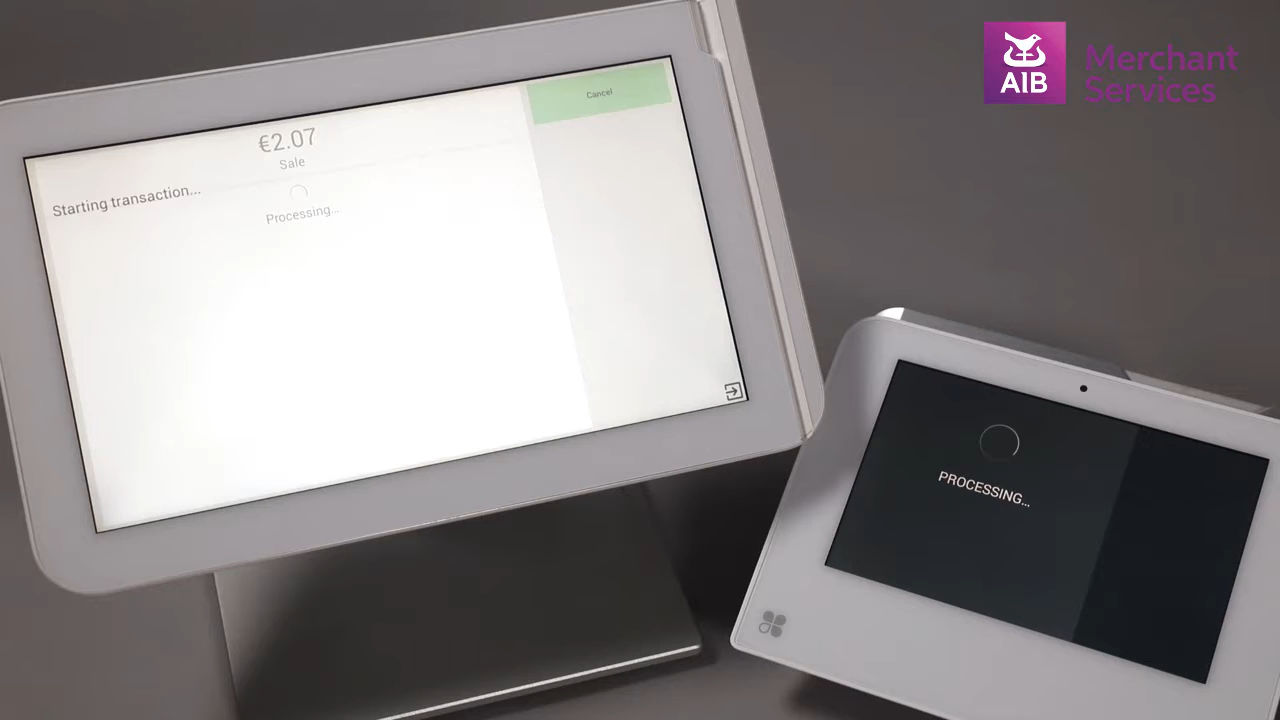 €2.07
Sale
Starting transaction...
Processing...
Cancel
AIB
Merchant
Services
PROCESSING...